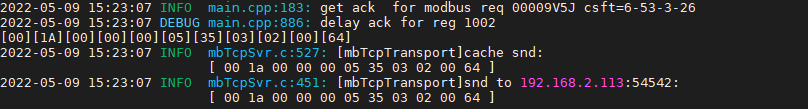 2022-05-09 15:23:07 INFO  main.cpp:183: get ack  for modbus req 00009V5J csft=6-53-3-26
2022-05-09 15:23:07 DEBUG main.cpp:886: delay ack for reg 1002
[00][1A][00][00][00][05][35][03][02][00][64]
2022-05-09 15:23:07 INFO  mbTcpSvr.c:527: [mbTcpTransport]cache snd:
[ 00 1a 00 00 00 05 35 03 02 00 64 ]
2022-05-09 15:23:07 INFO  mbTcpSvr.c:451: [mbTcpTransport]snd to 192.168.2.113:54542:
[ 00 1a 00 00 00 05 35 03 02 00 64 ]